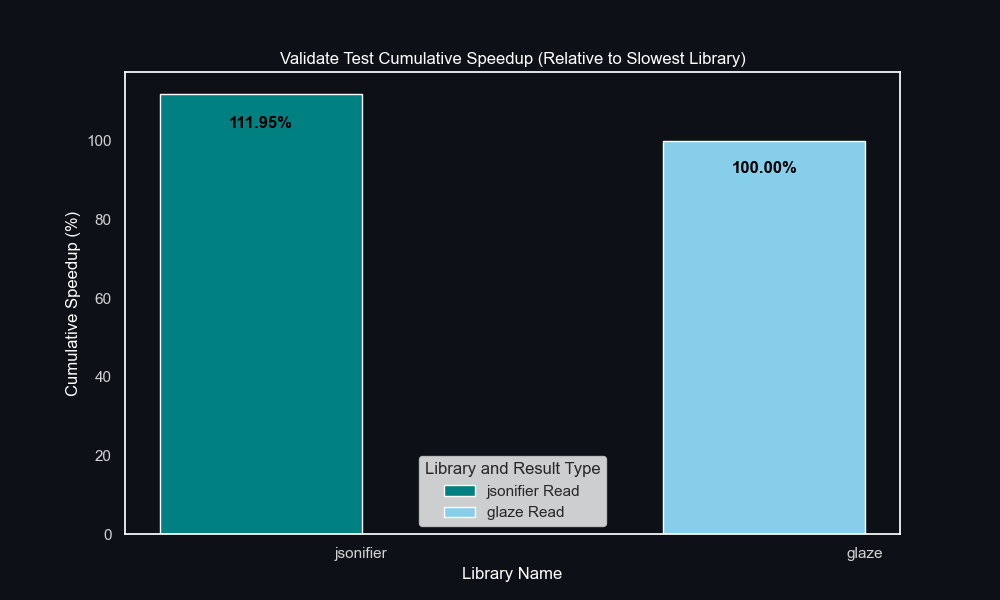 Validate Test Cumulative Speedup (Relative to Slowest Library)
111.95%
100.00%
Cumulative Speedup (%)
100
80
60
40
20
0
Library and Result Type
jsonifier Read
glaze Read
jsonifier
glaze
Library Name